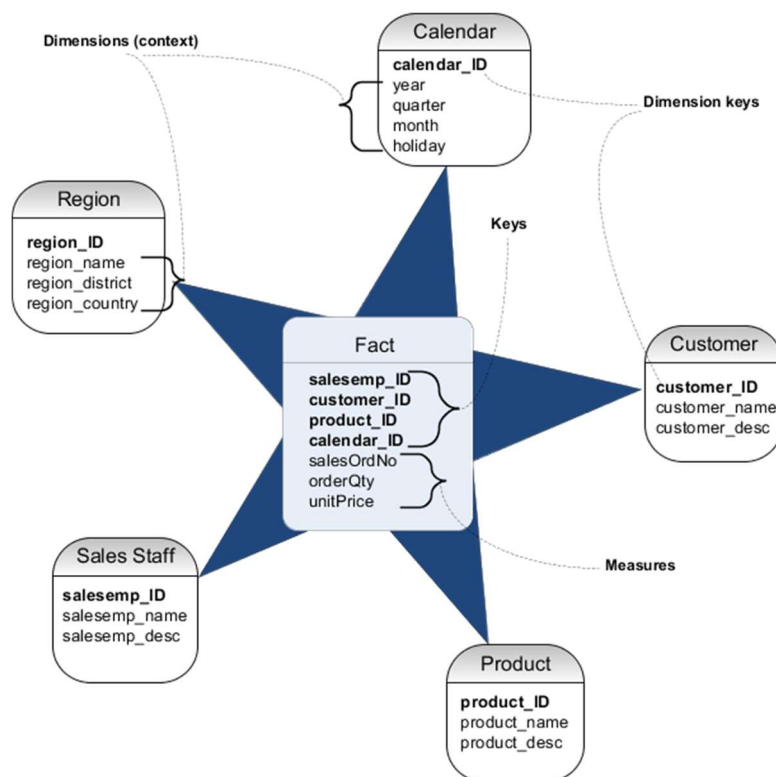 Dimensions (context)
Calendar
calendar_ID
year
quarter
month
holiday
Dimension keys
Region
region_ID
region_name
region_district
region_country
Keys
Fact
salesemp_ID
customer_ID
product_ID
calendar_ID
salesOrdNo
orderQty
unitPrice
Customer
customer_ID
customer_name
customer_desc
Measures
Sales Staff
salesemp_ID
salesemp_name
salesemp_desc
Product
product_ID
product_name
product_desc